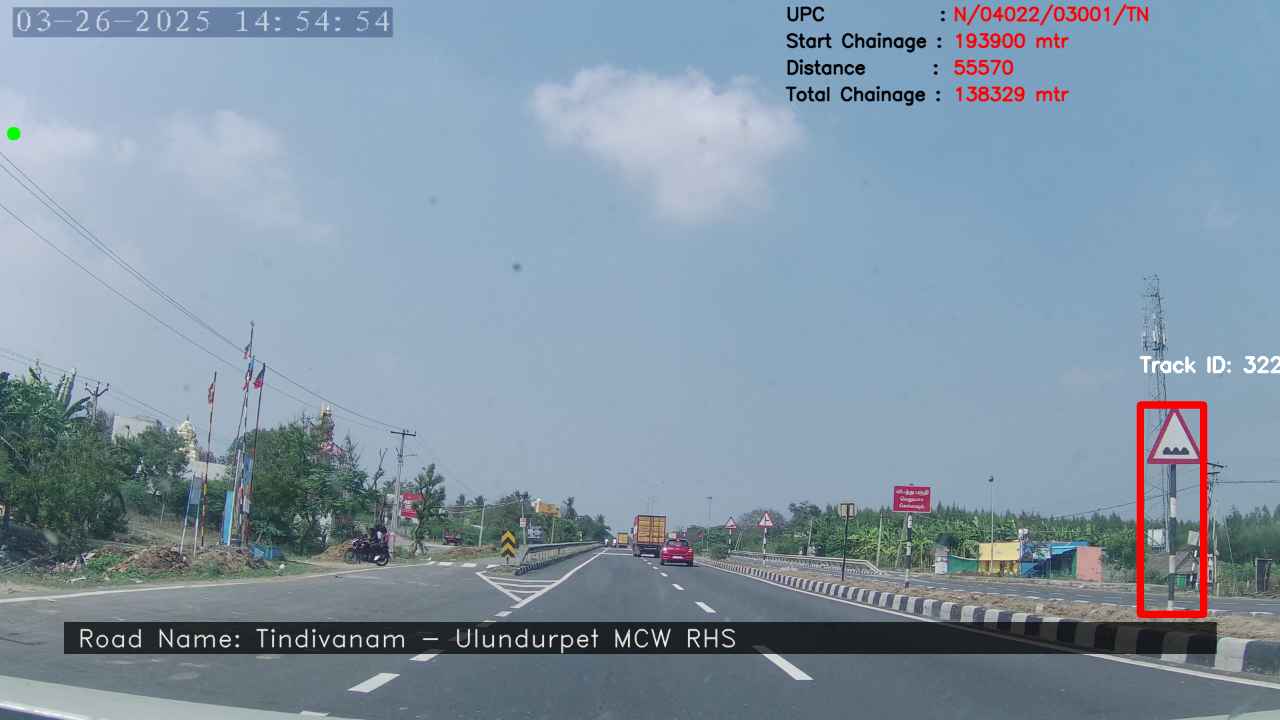 03-26-2025 14:54:54
UPC : N/04022/03001/TN
Start Chainage : 193900 mtr
Distance : 55570
Total Chainage : 138329 mtr
Track ID: 322
Road Name: Tindivanam - Ulundurpet MCW RHS